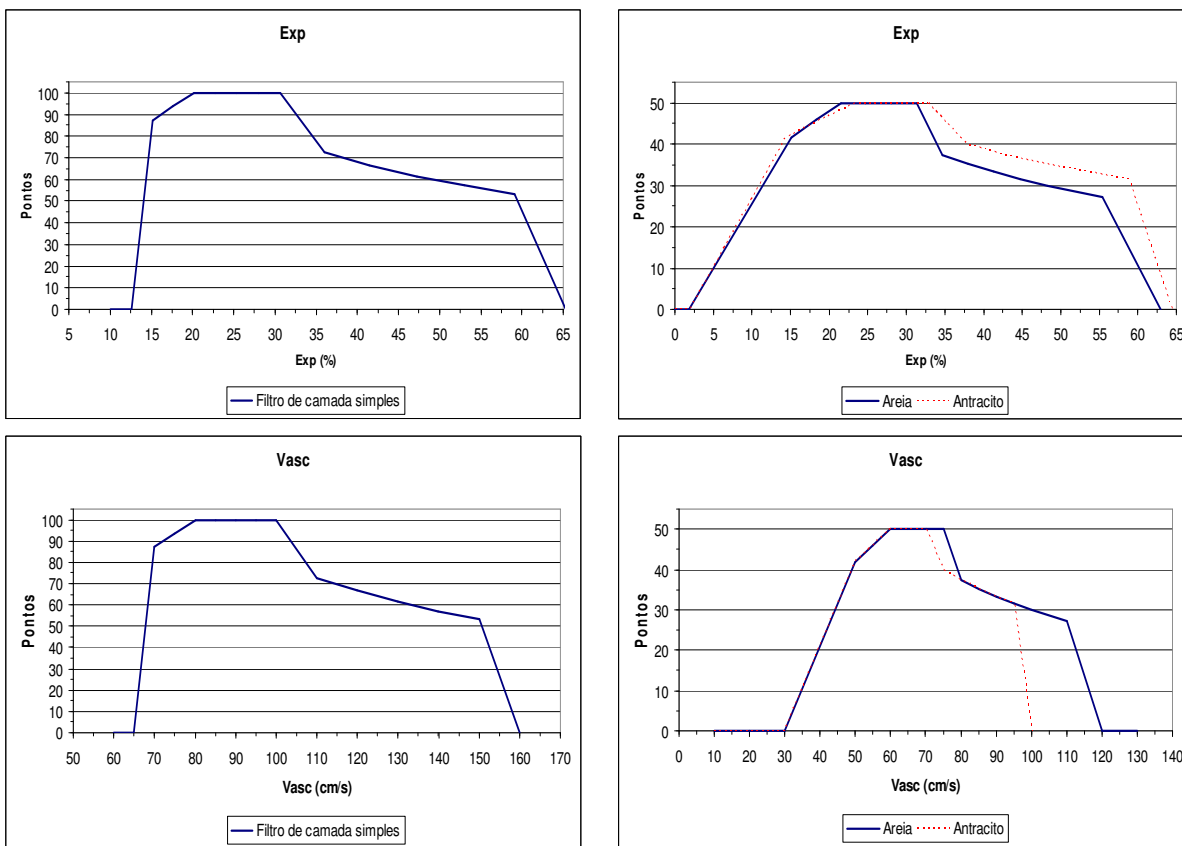 Exp
100
90
80
70
60
50
40
30
20
10
0
Pontos
5 10 15 20 25 30 35 40 45 50 55 60 65
Exp (%)
Filtro de camada simples
Exp
50
40
30
20
10
0
Pontos
0 5 10 15 20 25 30 35 40 45 50 55 60 65
Exp (%)
Areia Antracito
Vasc
100
90
80
70
60
50
40
30
20
10
0
Pontos
50 60 70 80 90 100 110 120 130 140 150 160 170
Vasc (cm/s)
Filtro de camada simples
Vasc
50
40
30
20
10
0
Pontos
0 10 20 30 40 50 60 70 80 90 100 110 120 130 140
Vasc (cm/s)
Areia Antracito